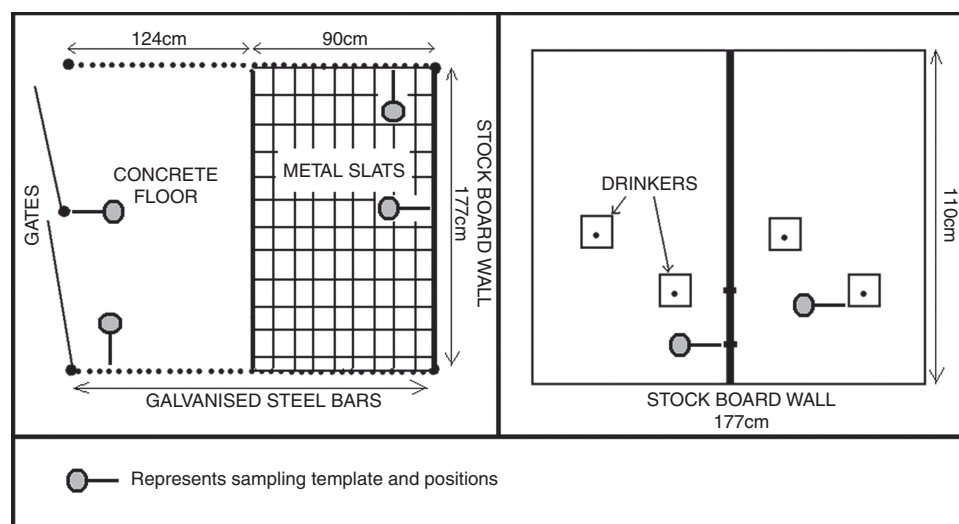 124cm
90cm
GATES
CONCRETE
FLOOR
METAL SLATS
177cm
STOCK BOARD WALL
GALVANISED STEEL BARS
DRINKERS
110cm
STOCK BOARD WALL
177cm
Represents sampling template and positions